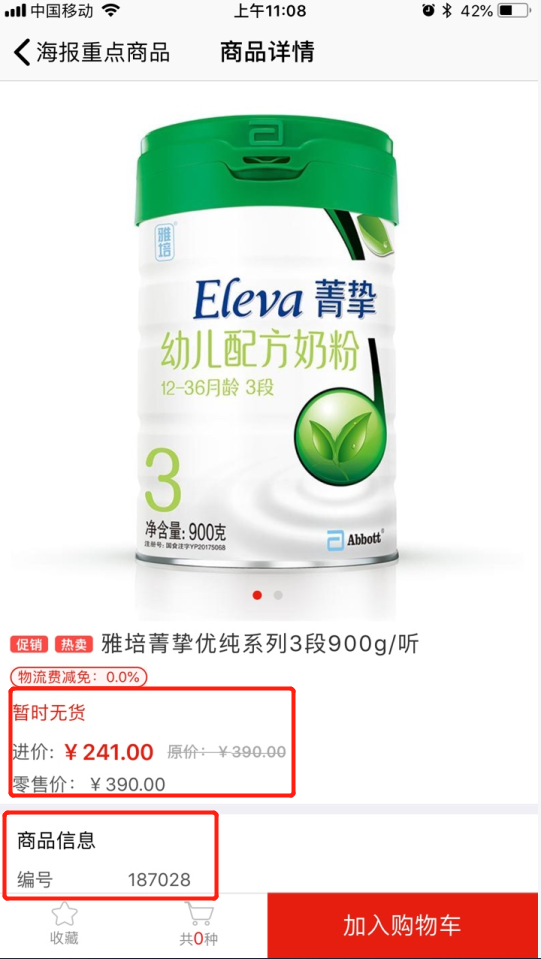 中国移动 上午11:08 42%
海报重点商品 商品详情
雅培
Eleva 菁挚
幼儿配方奶粉
12-36月龄 3段
3
净含量: 900克
注册号: 国食注字YP20175068
Abbott
促销 热卖 雅培菁挚优纯系列3段900g/听
物流费减免：0.0%
暂时无货
进价: ¥241.00 原价：¥390.00
零售价：¥390.00
商品信息
编号 187028
收藏 共0种 加入购物车